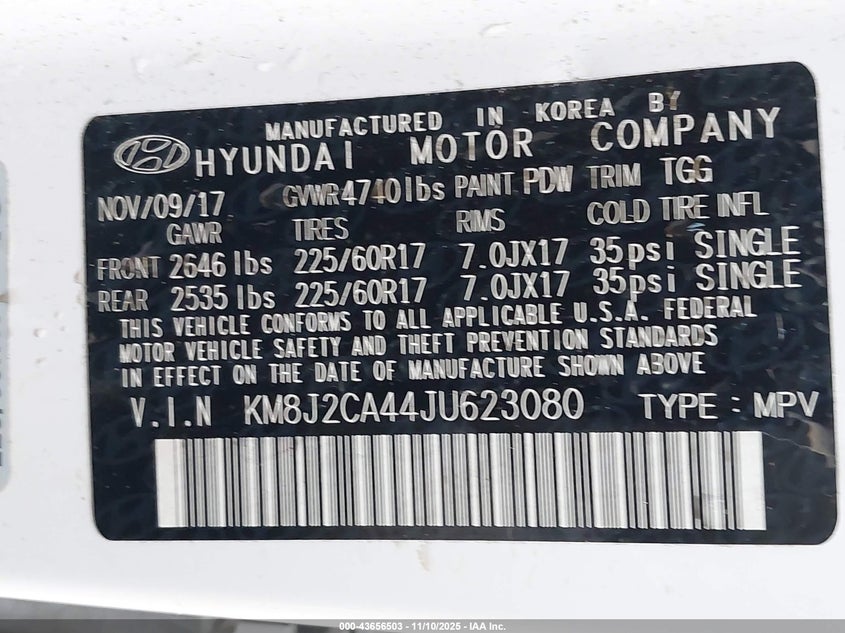 MANUFACTURED IN KOREA BY
HYUNDAI MOTOR COMPANY
NOV/09/17 GVWR4740lbs PAINT PDW TRIM TGG
GAWR TIRES RIMS COLD TIRE INFL
FRONT 2646 lbs 225/60R17 7.0JX17 35psi SINGLE
REAR 2535 lbs 225/60R17 7.0JX17 35psi SINGLE
THIS VEHICLE CONFORMS TO ALL APPLICABLE U.S.A. FEDERAL
MOTOR VEHICLE SAFETY AND THEFT PREVENTION STANDARDS
IN EFFECT ON THE DATE OF MANUFACTURE SHOWN ABOVE
V.I.N KM8J2CA44JU623080 TYPE : MPV
000-43656503 - 11/10/2025 - IAA Inc.